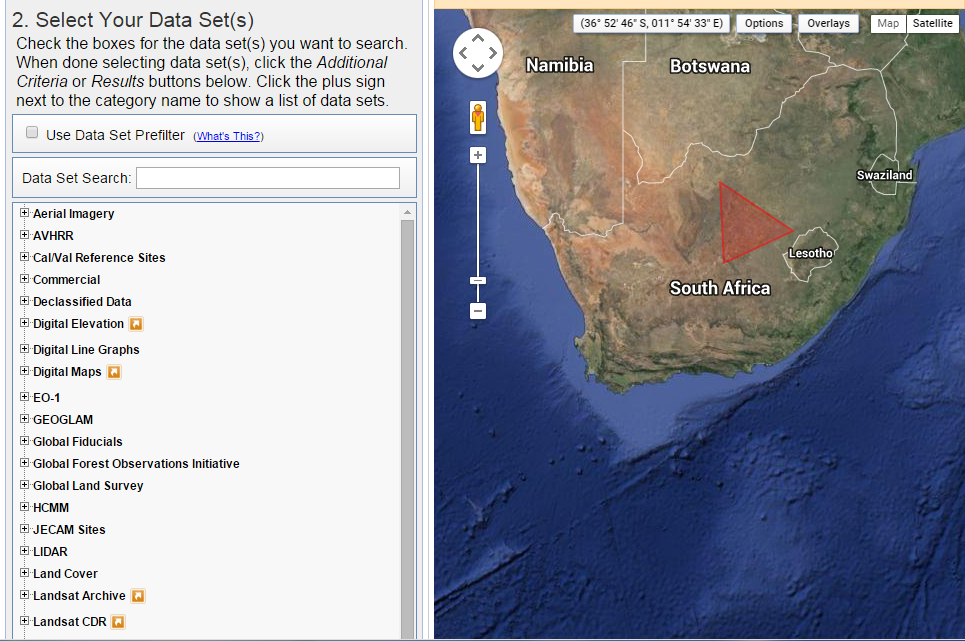 2. Select Your Data Set(s)
Check the boxes for the data set(s) you want to search.
When done selecting data set(s), click the Additional
Criteria or Results buttons below. Click the plus sign
next to the category name to show a list of data sets.
Use Data Set Prefilter (What's This?)
Data Set Search:
Aerial Imagery
AVHRR
Cal/Val Reference Sites
Commercial
Declassified Data
Digital Elevation
Digital Line Graphs
Digital Maps
EO-1
GEOGLAM
Global Fiducials
Global Forest Observations Initiative
Global Land Survey
HCMM
JECAM Sites
LIDAR
Land Cover
Landsat Archive
Landsat CDR
(36° 52' 46" S, 011° 54' 33" E)
Options
Overlays
Map
Satellite
Namibia
Botswana
Swaziland
Lesotho
South Africa